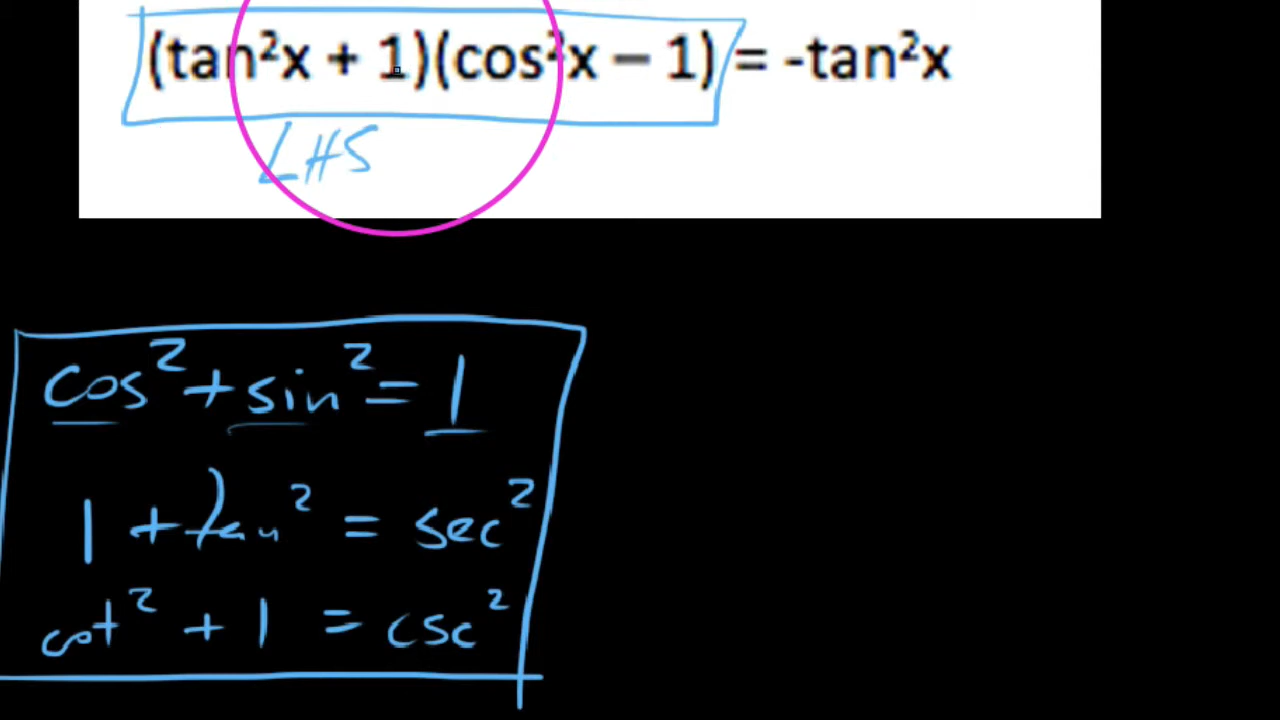 (tan²x + 1)(cos²x – 1) = -tan²x
LHS
cos² + sin² = 1
1 + tan² = sec²
cot² + 1 = csc²